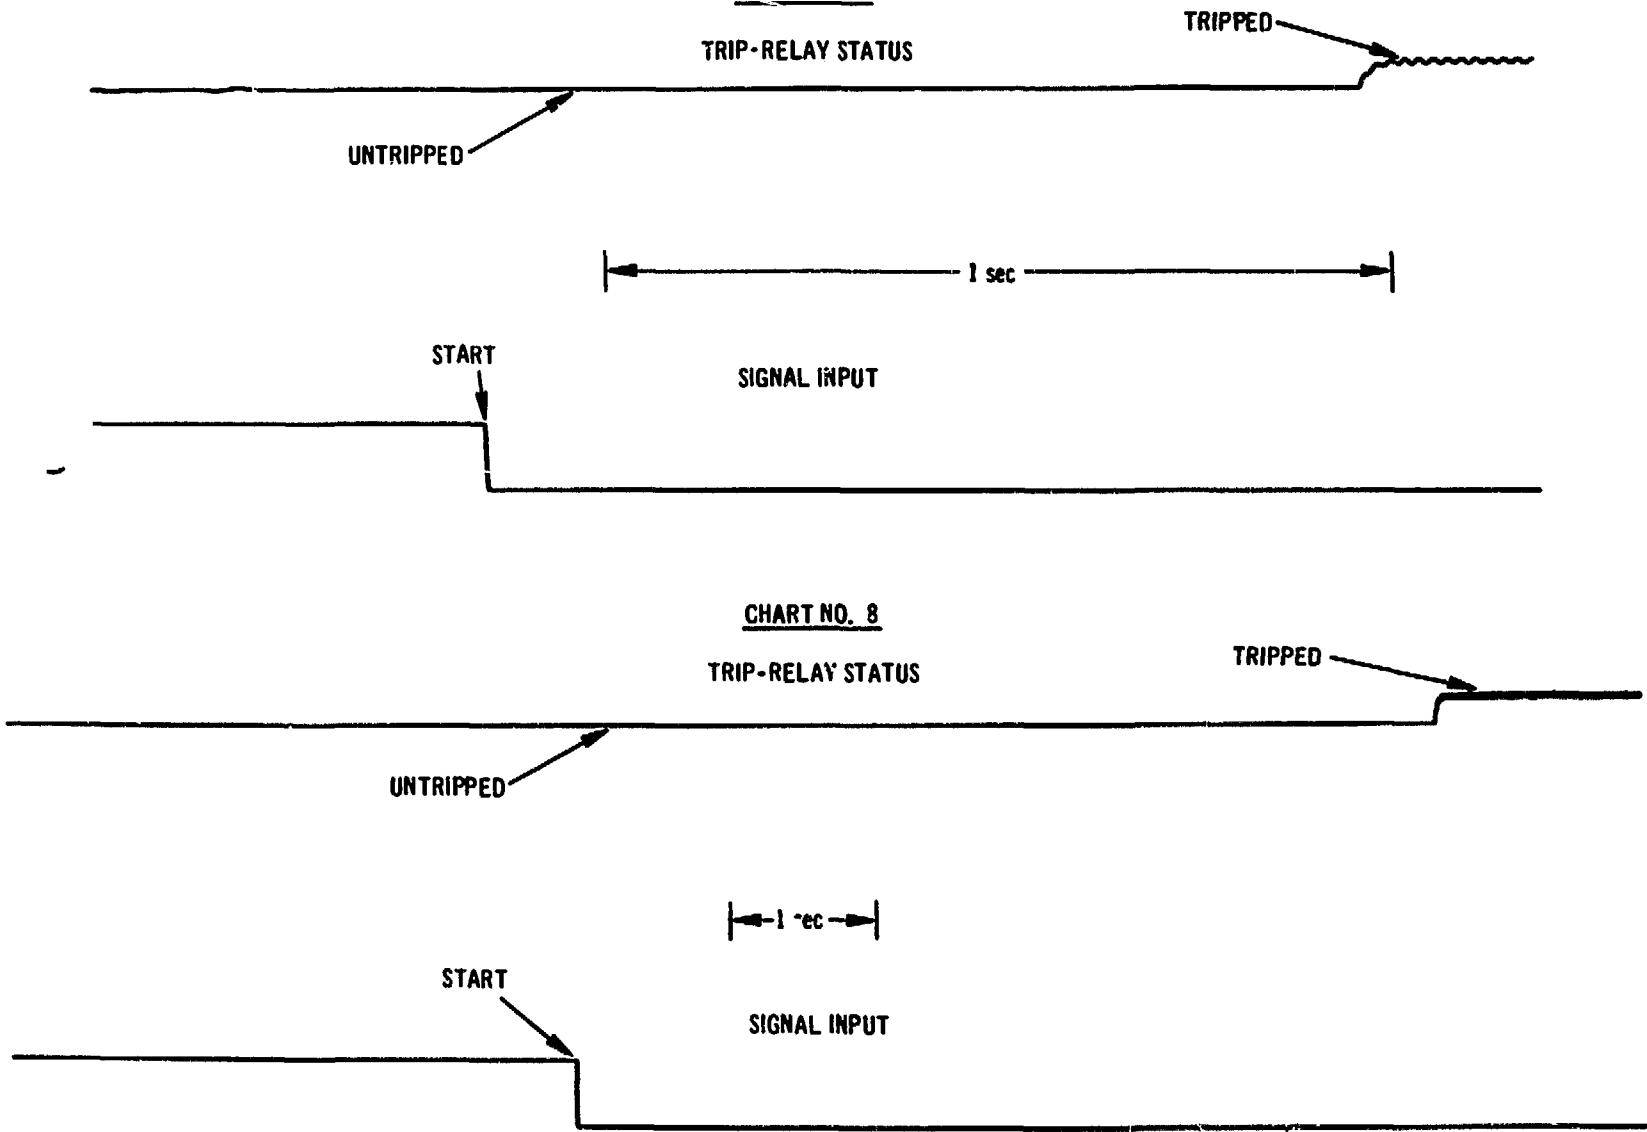 TRIP-RELAY STATUS
TRIPPED
UNTRIPPED
1 sec
START
SIGNAL INPUT
CHART NO. 8
TRIP-RELAY STATUS
TRIPPED
UNTRIPPED
1
START
SIGNAL INPUT